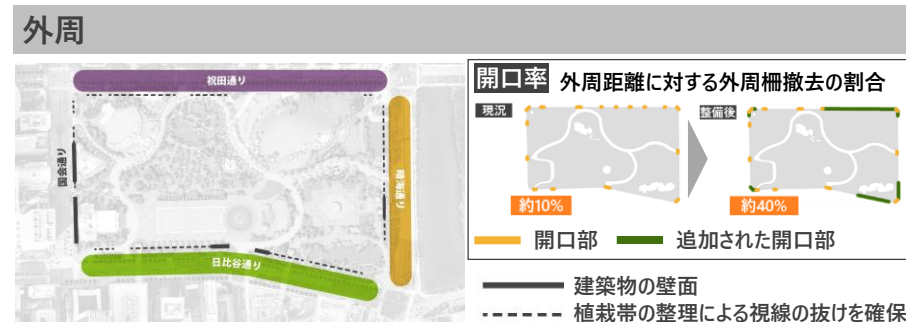 外周
祝田通り
国会通り
晴海通り
日比谷通り
開口率 外周距離に対する外周柵撤去の割合
現況
整備後
約10%
約40%
開口部
追加された開口部
建築物の壁面
植栽帯の整理による視線の抜けを確保